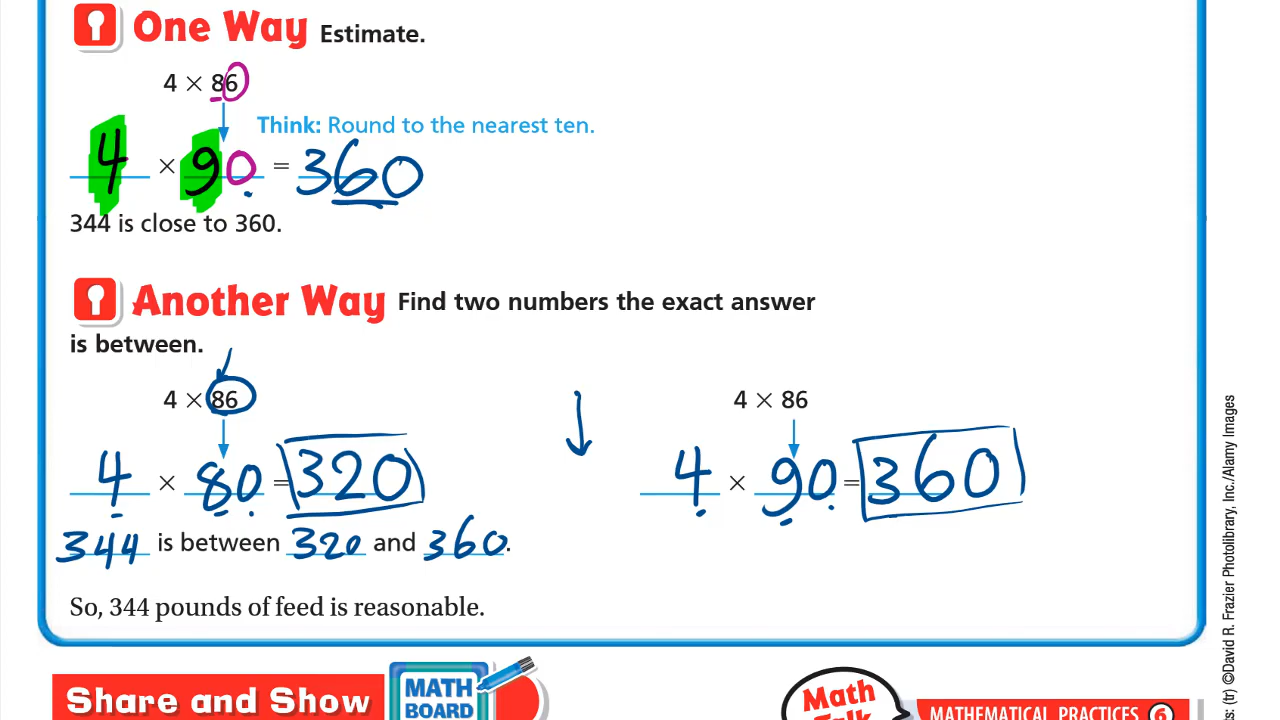 One Way Estimate.
4 × 86
Think: Round to the nearest ten.
4 × 90 = 360
344 is close to 360.
Another Way Find two numbers the exact answer
is between.
4 × 86
4 × 86
4 × 80 = 320
4 × 90 = 360
344 is between 320 and 360.
So, 344 pounds of feed is reasonable.
Share and Show
MATH
BOARD
Math
Talk
MATHEMATICAL PRACTICES 6
ts: (tr) ©David R. Frazier Photolibrary, Inc./Alamy Images